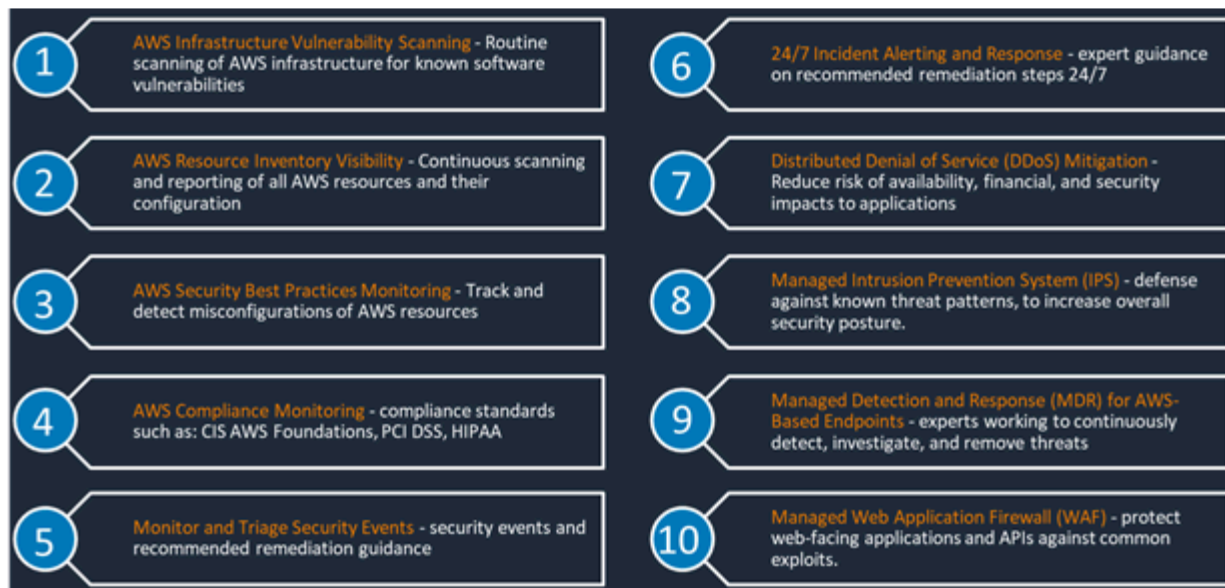 1
AWS Infrastructure Vulnerability Scanning - Routine
scanning of AWS infrastructure for known software
vulnerabilities
2
AWS Resource Inventory Visibility - Continuous scanning
and reporting of all AWS resources and their
configuration
3
AWS Security Best Practices Monitoring - Track and
detect misconfigurations of AWS resources
4
AWS Compliance Monitoring - compliance standards
such as: CIS AWS Foundations, PCI DSS, HIPAA
5
Monitor and Triage Security Events - security events and
recommended remediation guidance
6
24/7 Incident Alerting and Response - expert guidance
on recommended remediation steps 24/7
7
Distributed Denial of Service (DDoS) Mitigation -
Reduce risk of availability, financial, and security
impacts to applications
8
Managed Intrusion Prevention System (IPS) - defense
against known threat patterns, to increase overall
security posture.
9
Managed Detection and Response (MDR) for AWS-
Based Endpoints - experts working to continuously
detect, investigate, and remove threats
10
Managed Web Application Firewall (WAF) - protect
web-facing applications and APIs against common
exploits.